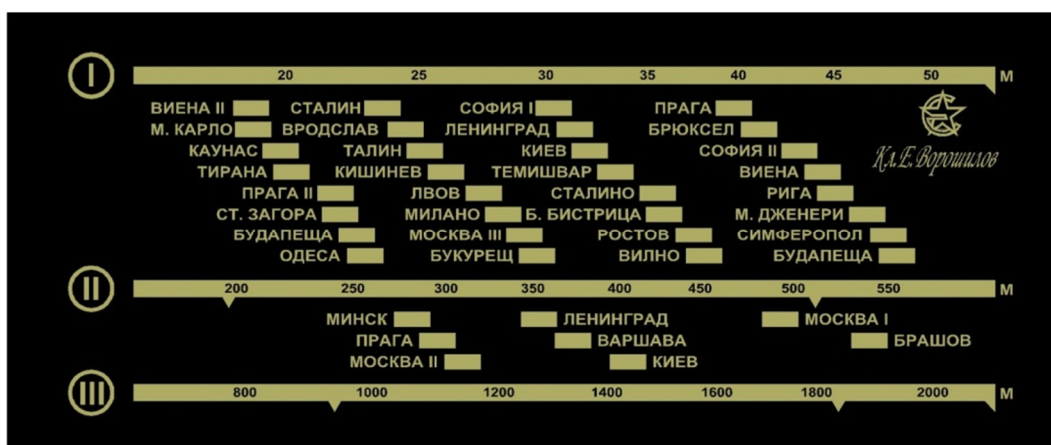 I 20 25 30 35 40 45 50 М
ВИЕНА II СТАЛИН СОФИЯ I ПРАГА
М. КАРЛО ВРОДСЛАВ ЛЕНИНГРАД БРЮКСЕЛ
КАУНАС ТАЛИН КИЕВ СОФИЯ II
Кл.Е.Ворошилов
ТИРАНА КИШИНЕВ ТЕМИШВАР ВИЕНА
ПРАГА II ЛВОВ СТАЛИНО РИГА
СТ. ЗАГОРА МИЛАНО Б. БИСТРИЦА М. ДЖЕНЕРИ
БУДАПЕЩА МОСКВА III РОСТОВ СИМФЕРОПОЛ
ОДЕСА БУКУРЕЩ ВИЛНО БУДАПЕЩА
II 200 250 300 350 400 450 500 550 М
МИНСК ЛЕНИНГРАД МОСКВА I
ПРАГА ВАРШАВА БРАШОВ
МОСКВА II КИЕВ
III 800 1000 1200 1400 1600 1800 2000 М